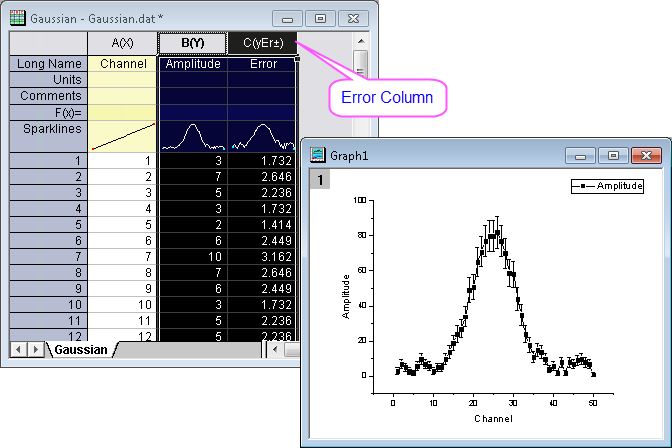 Gaussian - Gaussian.dat *
A(X) B(Y) C(yEr±)
Long Name Channel Amplitude Error
Units
Comments
F(x)=
Sparklines
1 1 3 1.732
2 2 7 2.646
3 3 5 2.236
4 4 3 1.732
5 5 2 1.414
6 6 6 2.449
7 7 10 3.162
8 8 7 2.646
9 9 6 2.449
10 10 3 1.732
11 11 5 2.236
12 12 5 2.236
Gaussian
Error Column
Graph1
1
Amplitude
100
80
60
40
20
0
Amplitude
0 10 20 30 40 50
Channel